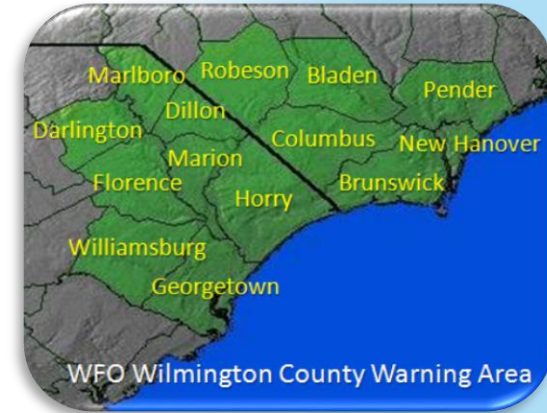 Marlboro Robeson Bladen
Pender
Dillon
Darlington
Columbus New Hanover
Marion
Florence
Brunswick
Horry
Williamsburg
Georgetown
WFO Wilmington County Warning Area